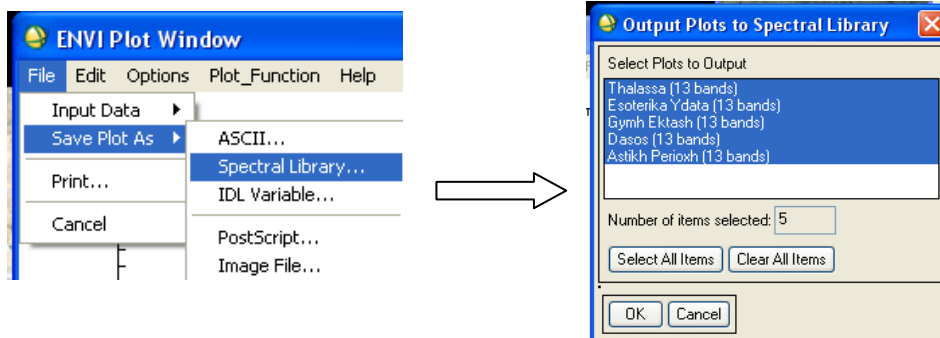 ENVI Plot Window
File Edit Options Plot_Function Help
Input Data
Save Plot As
Print...
Cancel
ASCII...
Spectral Library...
IDL Variable...
PostScript...
Image File...
Output Plots to Spectral Library
Select Plots to Output
Thalassa (13 bands)
Esoterika Ydata (13 bands)
Gymh Ektash (13 bands)
Dasos (13 bands)
Astikh Perioxh (13 bands)
Number of items selected: 5
Select All Items Clear All Items
OK Cancel